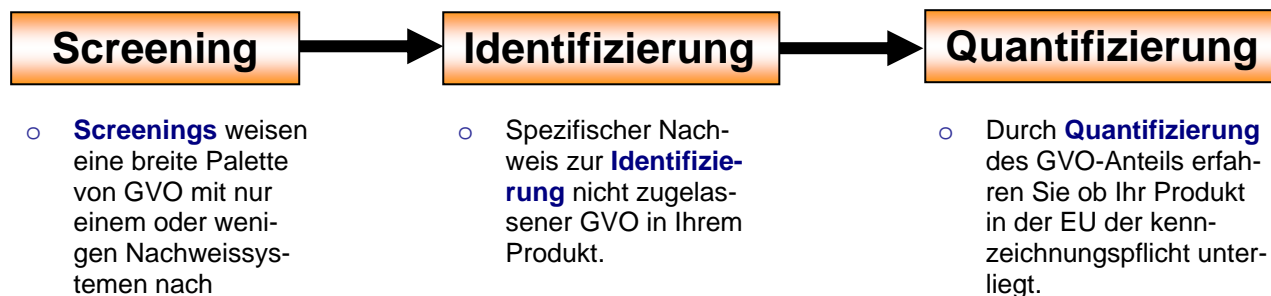 Screening
Identifizierung
Quantifizierung
o Screenings weisen
eine breite Palette
von GVO mit nur
einem oder weni-
gen Nachweissys-
temen nach
o Spezifischer Nach-
weis zur Identifizie-
rung nicht zugelas-
sener GVO in Ihrem
Produkt.
o Durch Quantifizierung
des GVO-Anteils erfah-
ren Sie ob Ihr Produkt
in der EU der kenn-
zeichnungspflicht unter-
liegt.